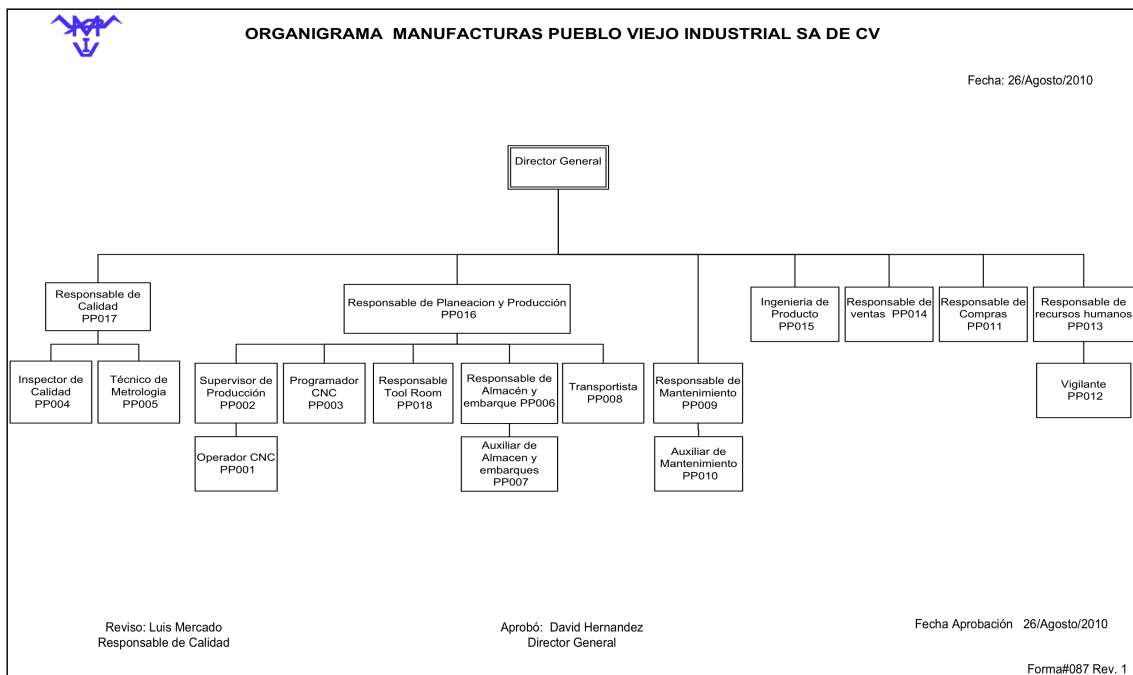 ORGANIGRAMA MANUFACTURAS PUEBLO VIEJO INDUSTRIAL SA DE CV
Fecha: 26/Agosto/2010
Director General
Responsable de
Calidad
PP017
Responsable de Planeacion y Producción
PP016
Ingenieria de
Producto
PP015
Responsable de
ventas PP014
Responsable de
Compras
PP011
Responsable de
recursos humanos
PP013
Inspector de
Calidad
PP004
Técnico de
Metrologia
PP005
Supervisor de
Producción
PP002
Programador
CNC
PP003
Responsable
Tool Room
PP018
Responsable de
Almacén y
embarque PP006
Transportista
PP008
Responsable de
Mantenimiento
PP009
Vigilante
PP012
Operador CNC
PP001
Auxiliar de
Almacen y
embarques
PP007
Auxiliar de
Mantenimiento
PP010
Reviso: Luis Mercado
Responsable de Calidad
Aprobó: David Hernandez
Director General
Fecha Aprobación 26/Agosto/2010
Forma#087 Rev. 1